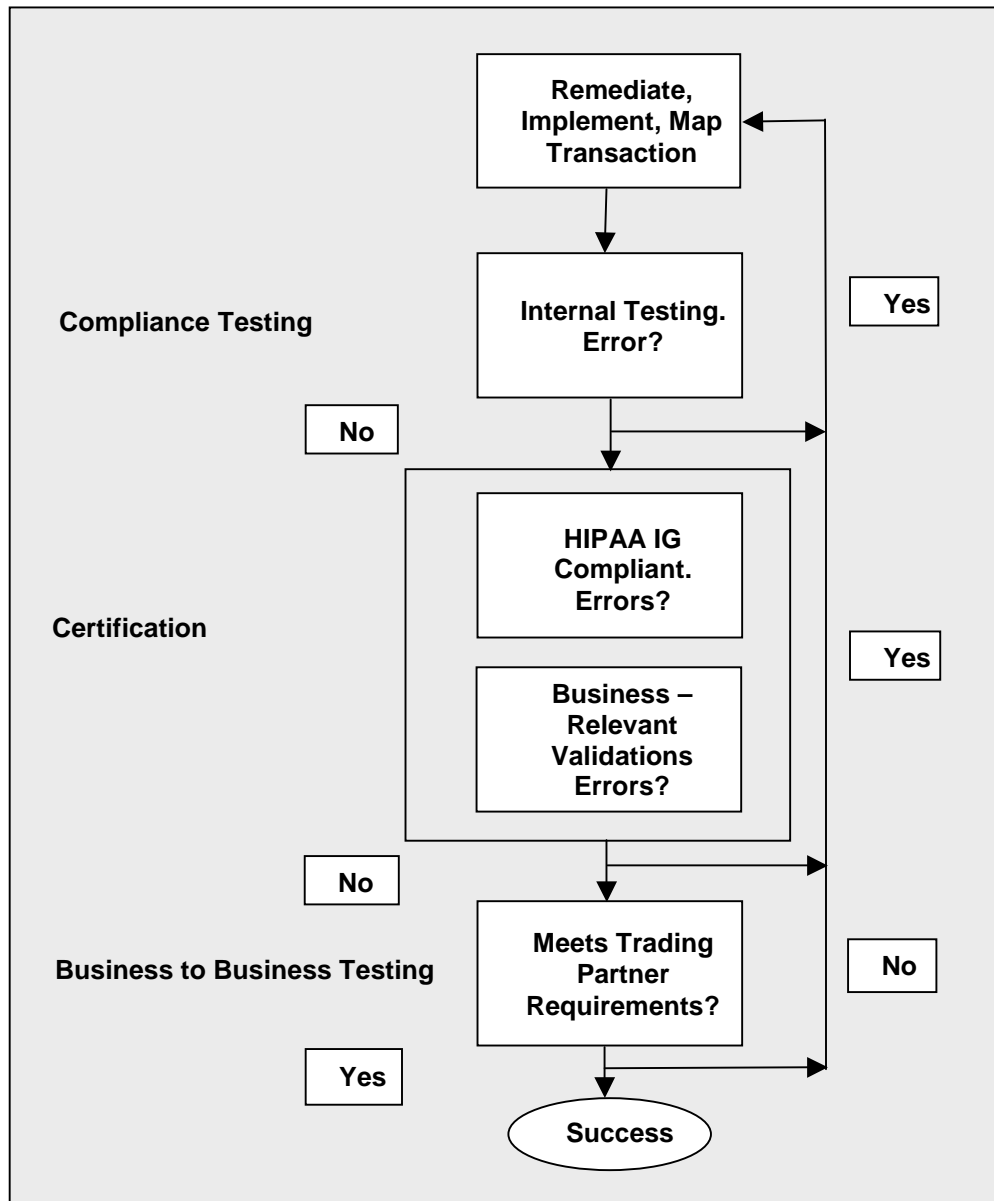 Remediate,
Implement, Map
Transaction
Compliance Testing
Internal Testing.
Error?
Yes
No
HIPAA IG
Compliant.
Errors?
Certification
Yes
Business –
Relevant
Validations
Errors?
No
Business to Business Testing
Meets Trading
Partner
Requirements?
No
Yes
Success